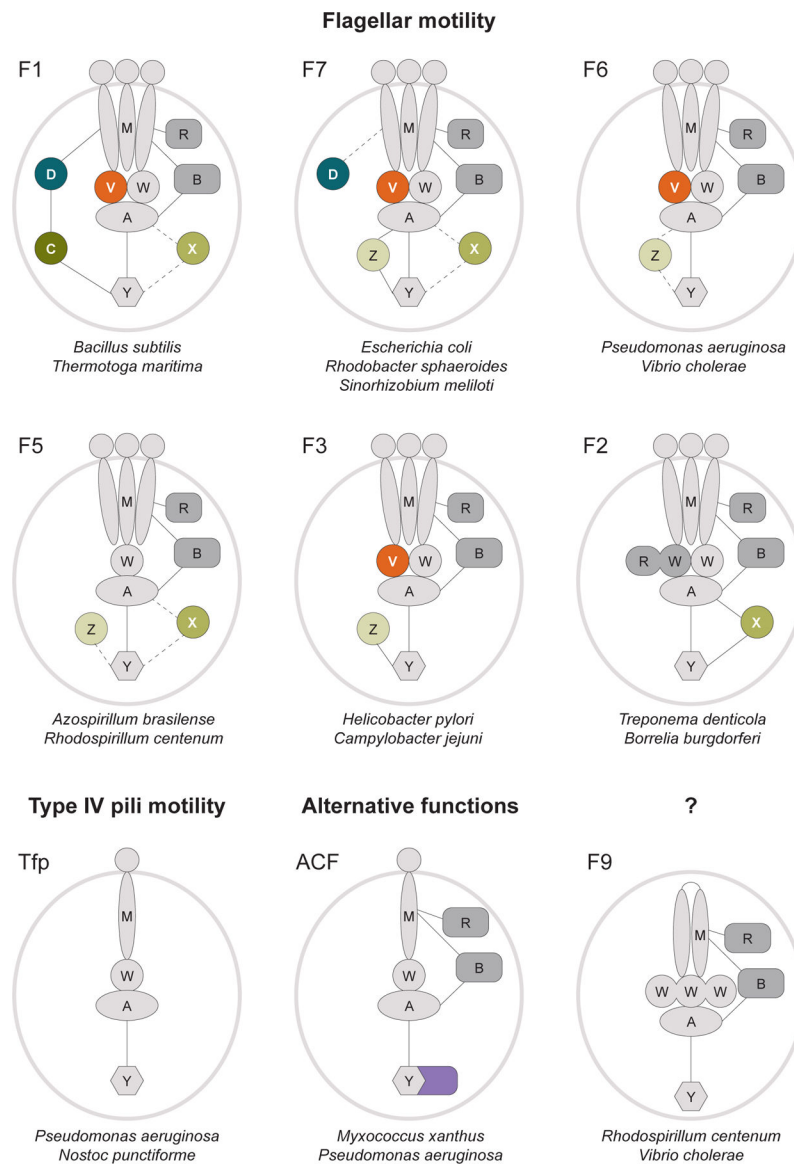 Flagellar motility
F1
M
R
D
V
W
B
A
C
X
Y
Bacillus subtilis
Thermotoga maritima
F7
M
R
D
V
W
B
A
Z
X
Y
Escherichia coli
Rhodobacter sphaeroides
Sinorhizobium meliloti
F6
M
R
V
W
B
A
Z
Y
Pseudomonas aeruginosa
Vibrio cholerae
F5
M
R
W
B
A
Z
X
Y
Azospirillum brasilense
Rhodospirillum centenum
F3
M
R
V
W
B
A
Z
Y
Helicobacter pylori
Campylobacter jejuni
F2
M
R
R
W
W
B
A
X
Y
Treponema denticola
Borrelia burgdorferi
Type IV pili motility
Tfp
M
W
A
Y
Pseudomonas aeruginosa
Nostoc punctiforme
Alternative functions
ACF
M
R
W
B
A
Y
Myxococcus xanthus
Pseudomonas aeruginosa
?
F9
M
R
W
W
W
B
A
Y
Rhodospirillum centenum
Vibrio cholerae